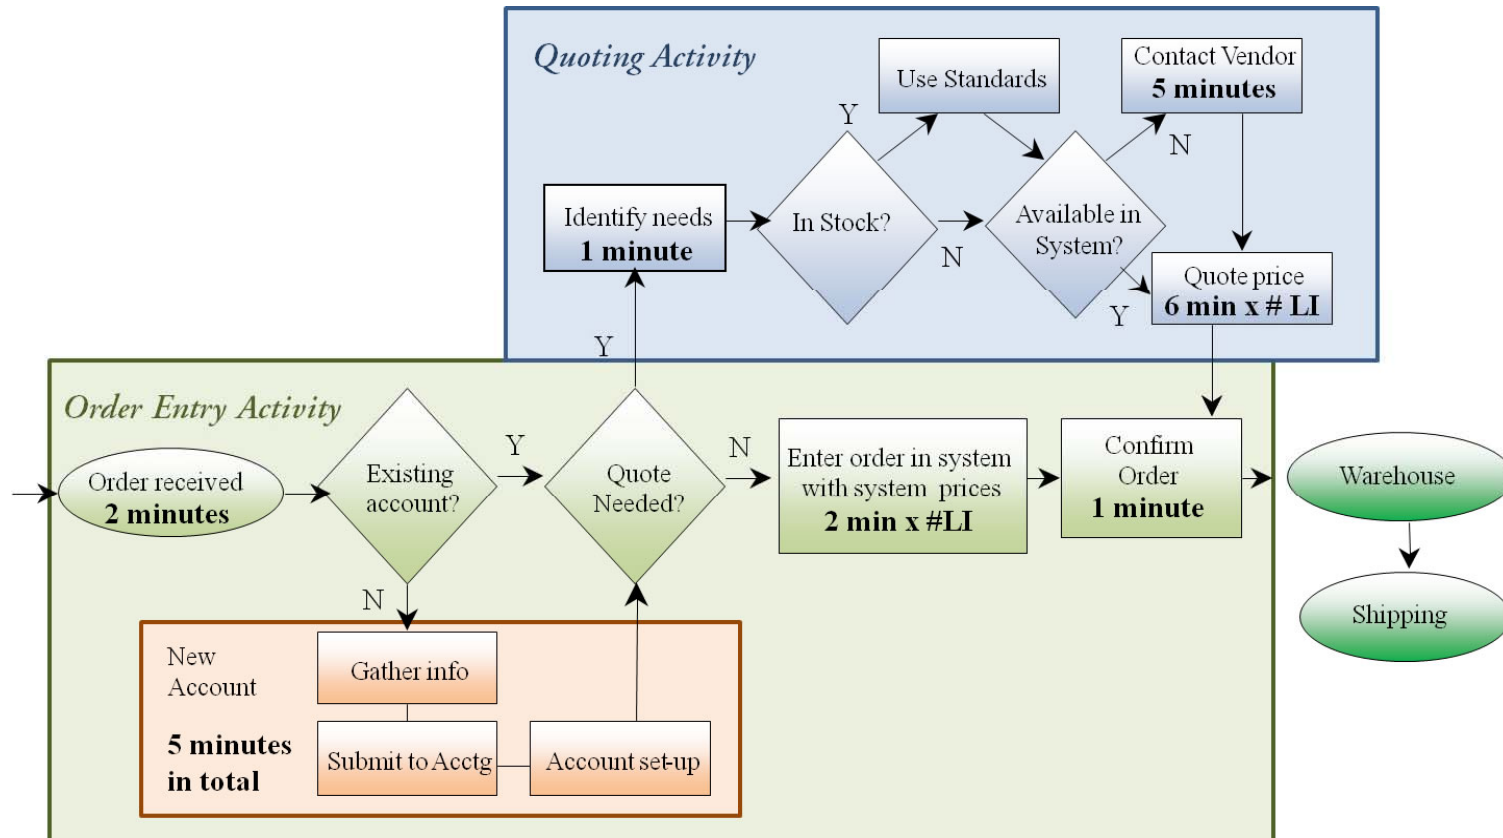 Quoting Activity
Use Standards
Contact Vendor
5 minutes
Y
N
Identify needs
1 minute
In Stock?
N
Available in
System?
Y
Quote price
6 min x # LI
Y
Order Entry Activity
Order received
2 minutes
Existing
account?
Y
Quote
Needed?
N
Enter order in system
with system prices
2 min x #LI
Confirm
Order
1 minute
Warehouse
Shipping
N
New
Account
5 minutes
in total
Gather info
Submit to Acctg
Account set-up